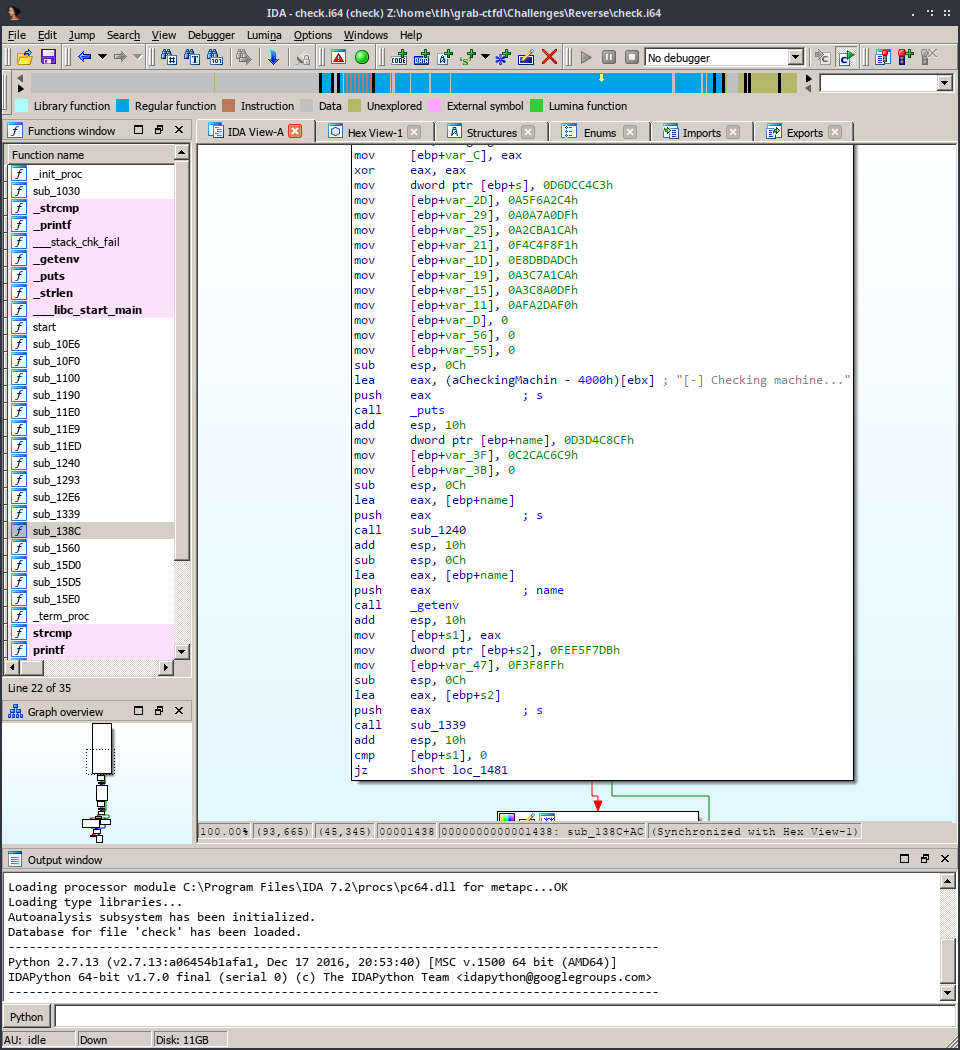 IDA - check.i64 (check) Z:\home\tlh\grab-ctfd\Challenges\Reverse\check.i64
File Edit Jump Search View Debugger Lumina Options Windows Help
No debugger
Library function Regular function Instruction Data Unexplored External symbol Lumina function
Functions window
IDA View-A Hex View-1 Structures Enums Imports Exports
Function name
_init_proc
sub_1030
_strcmp
_printf
___stack_chk_fail
_getenv
_puts
_strlen
____libc_start_main
start
sub_10E6
sub_10F0
sub_1100
sub_1190
sub_11E0
sub_11E9
sub_11ED
sub_1240
sub_1293
sub_12E6
sub_1339
sub_138C
sub_1560
sub_15D0
sub_15D5
sub_15E0
_term_proc
strcmp
printf
Line 22 of 35
Graph overview
mov [ebp+var_C], eax
xor eax, eax
mov dword ptr [ebp+s], 0D6DCC4C3h
mov [ebp+var_2D], 0A5F6A2C4h
mov [ebp+var_29], 0A0A7A0DFh
mov [ebp+var_25], 0A2CBA1CAh
mov [ebp+var_21], 0F4C4F8F1h
mov [ebp+var_1D], 0E8DBDADCh
mov [ebp+var_19], 0A3C7A1CAh
mov [ebp+var_15], 0A3C8A0DFh
mov [ebp+var_11], 0AFA2DAF0h
mov [ebp+var_D], 0
mov [ebp+var_56], 0
mov [ebp+var_55], 0
sub esp, 0Ch
lea eax, (aCheckingMachin - 4000h)[ebx] ; "[-] Checking machine..."
push eax ; s
call _puts
add esp, 10h
mov dword ptr [ebp+name], 0D3D4C8CFh
mov [ebp+var_3F], 0C2CAC6C9h
mov [ebp+var_3B], 0
sub esp, 0Ch
lea eax, [ebp+name]
push eax ; s
call sub_1240
add esp, 10h
sub esp, 0Ch
lea eax, [ebp+name]
push eax ; name
call _getenv
add esp, 10h
mov [ebp+s1], eax
mov dword ptr [ebp+s2], 0FEF5F7DBh
mov [ebp+var_47], 0F3F8FFh
sub esp, 0Ch
lea eax, [ebp+s2]
push eax ; s
call sub_1339
add esp, 10h
cmp [ebp+s1], 0
jz short loc_1481
100.00% (93,665) (45,345) 00001438 0000000000001438: sub_138C+AC (Synchronized with Hex View-1)
Output window
Loading processor module C:\Program Files\IDA 7.2\procs\pc64.dll for metapc...OK
Loading type libraries...
Autoanalysis subsystem has been initialized.
Database for file 'check' has been loaded.
-------------------------------------------------------------------------------------
Python 2.7.13 (v2.7.13:a06454b1afa1, Dec 17 2016, 20:53:40) [MSC v.1500 64 bit (AMD64)]
IDAPython 64-bit v1.7.0 final (serial 0) (c) The IDAPython Team <idapython@googlegroups.com>
-------------------------------------------------------------------------------------
Python
AU: idle Down Disk: 11GB